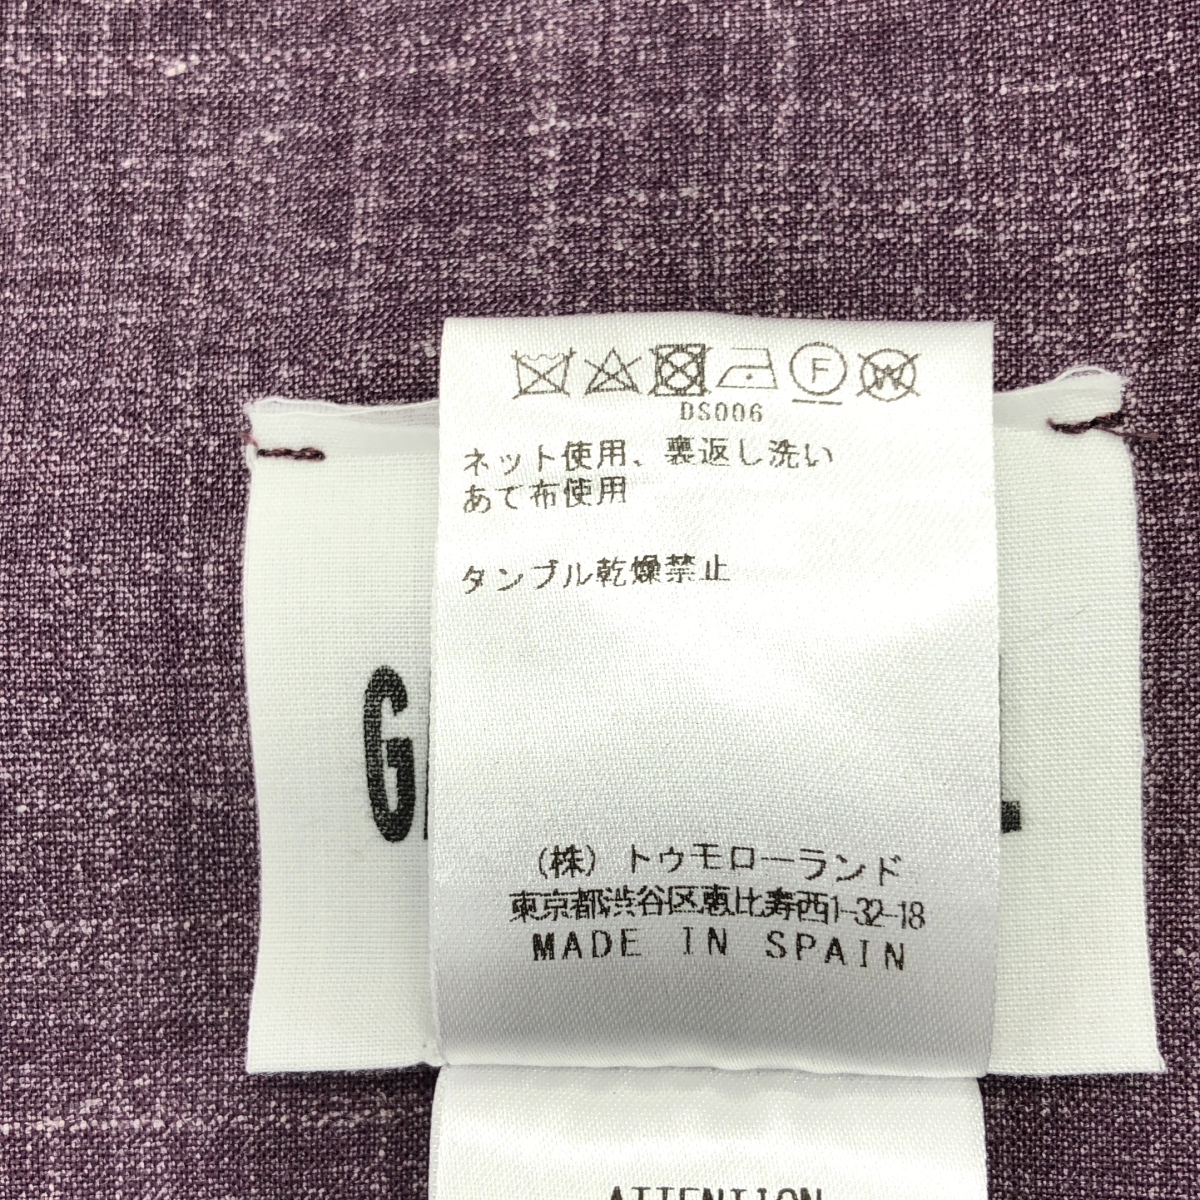 F W
DS006
ネット使用、裏返し洗い
あて布使用
タンブル乾燥禁止
(株) トゥモローランド
東京都渋谷区恵比寿西1-32-18
MADE IN SPAIN
ATTENTION